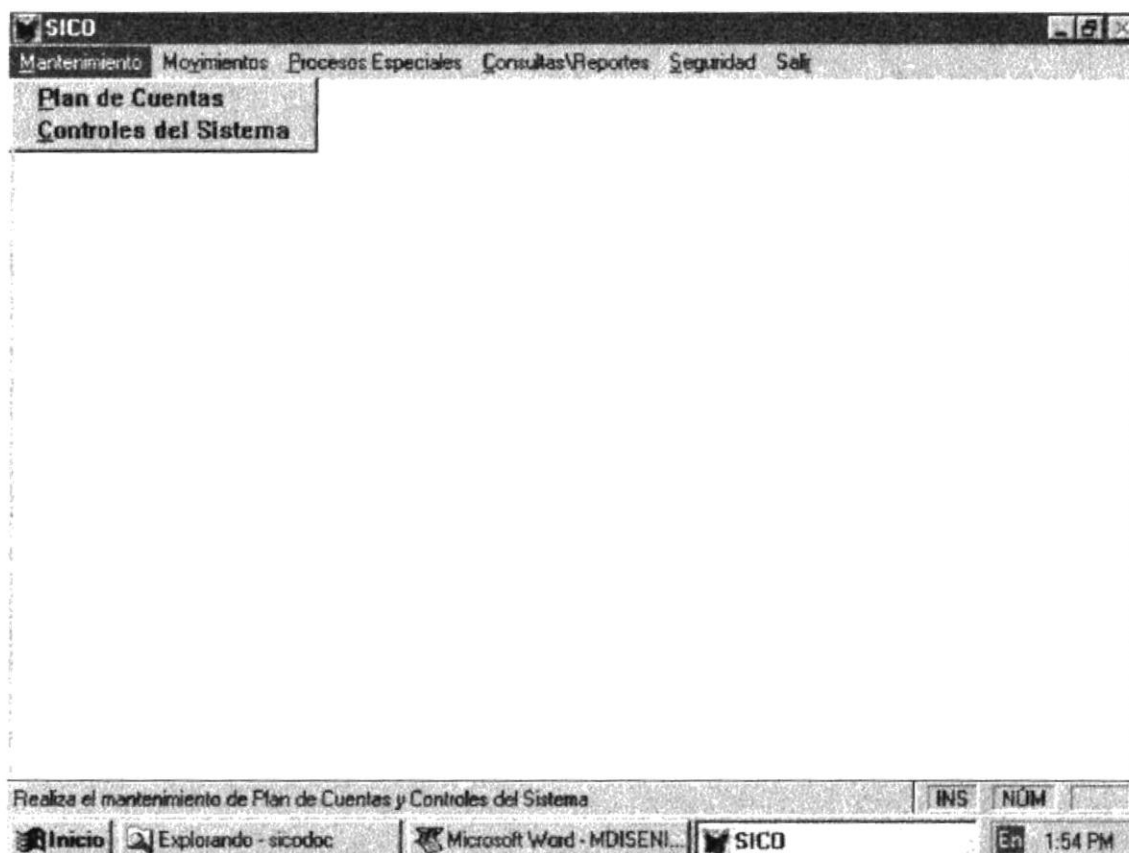 SICO
Mantenimiento Movimientos Procesos Especiales Consultas\Reportes Seguridad Salir
Plan de Cuentas
Controles del Sistema
Realiza el mantenimiento de Plan de Cuentas y Controles del Sistema INS NÚM
Inicio Explorando - sicodoc Microsoft Word - MDISENI... SICO En 1:54 PM